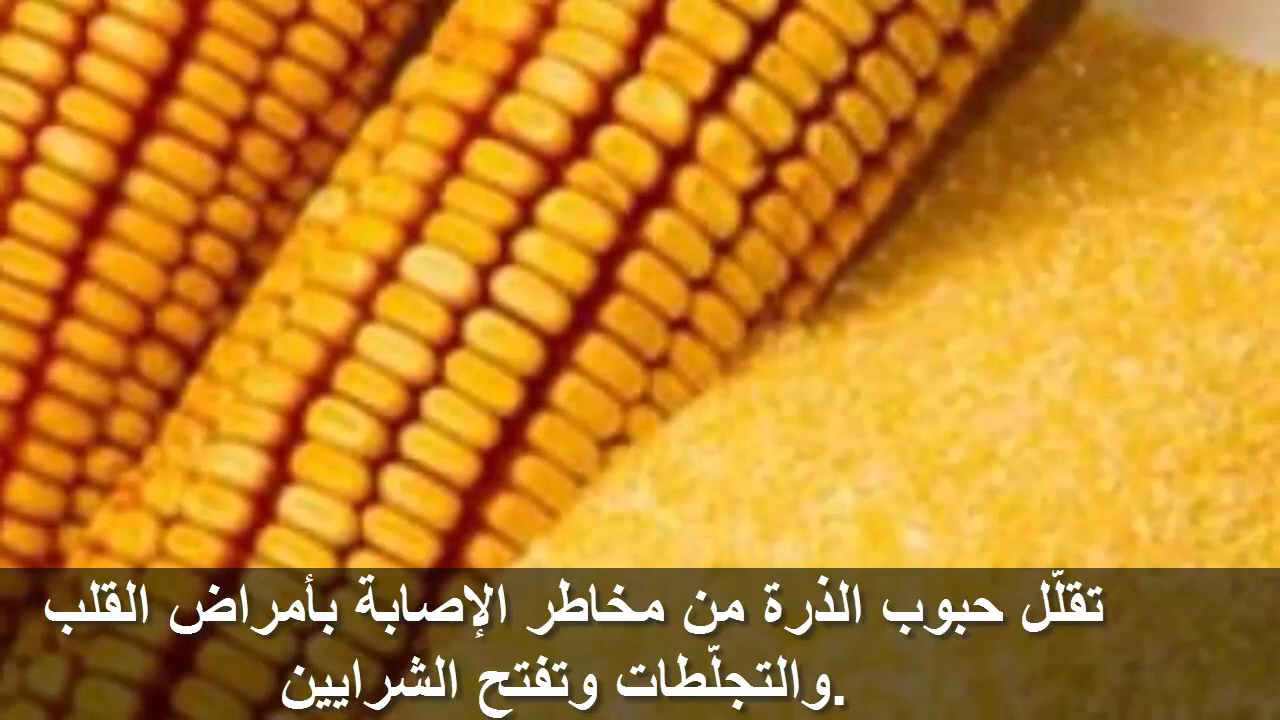 تقلّل حبوب الذرة من مخاطر الإصابة بأمراض القلب
والتجلّطات وتفتح الشرايين.